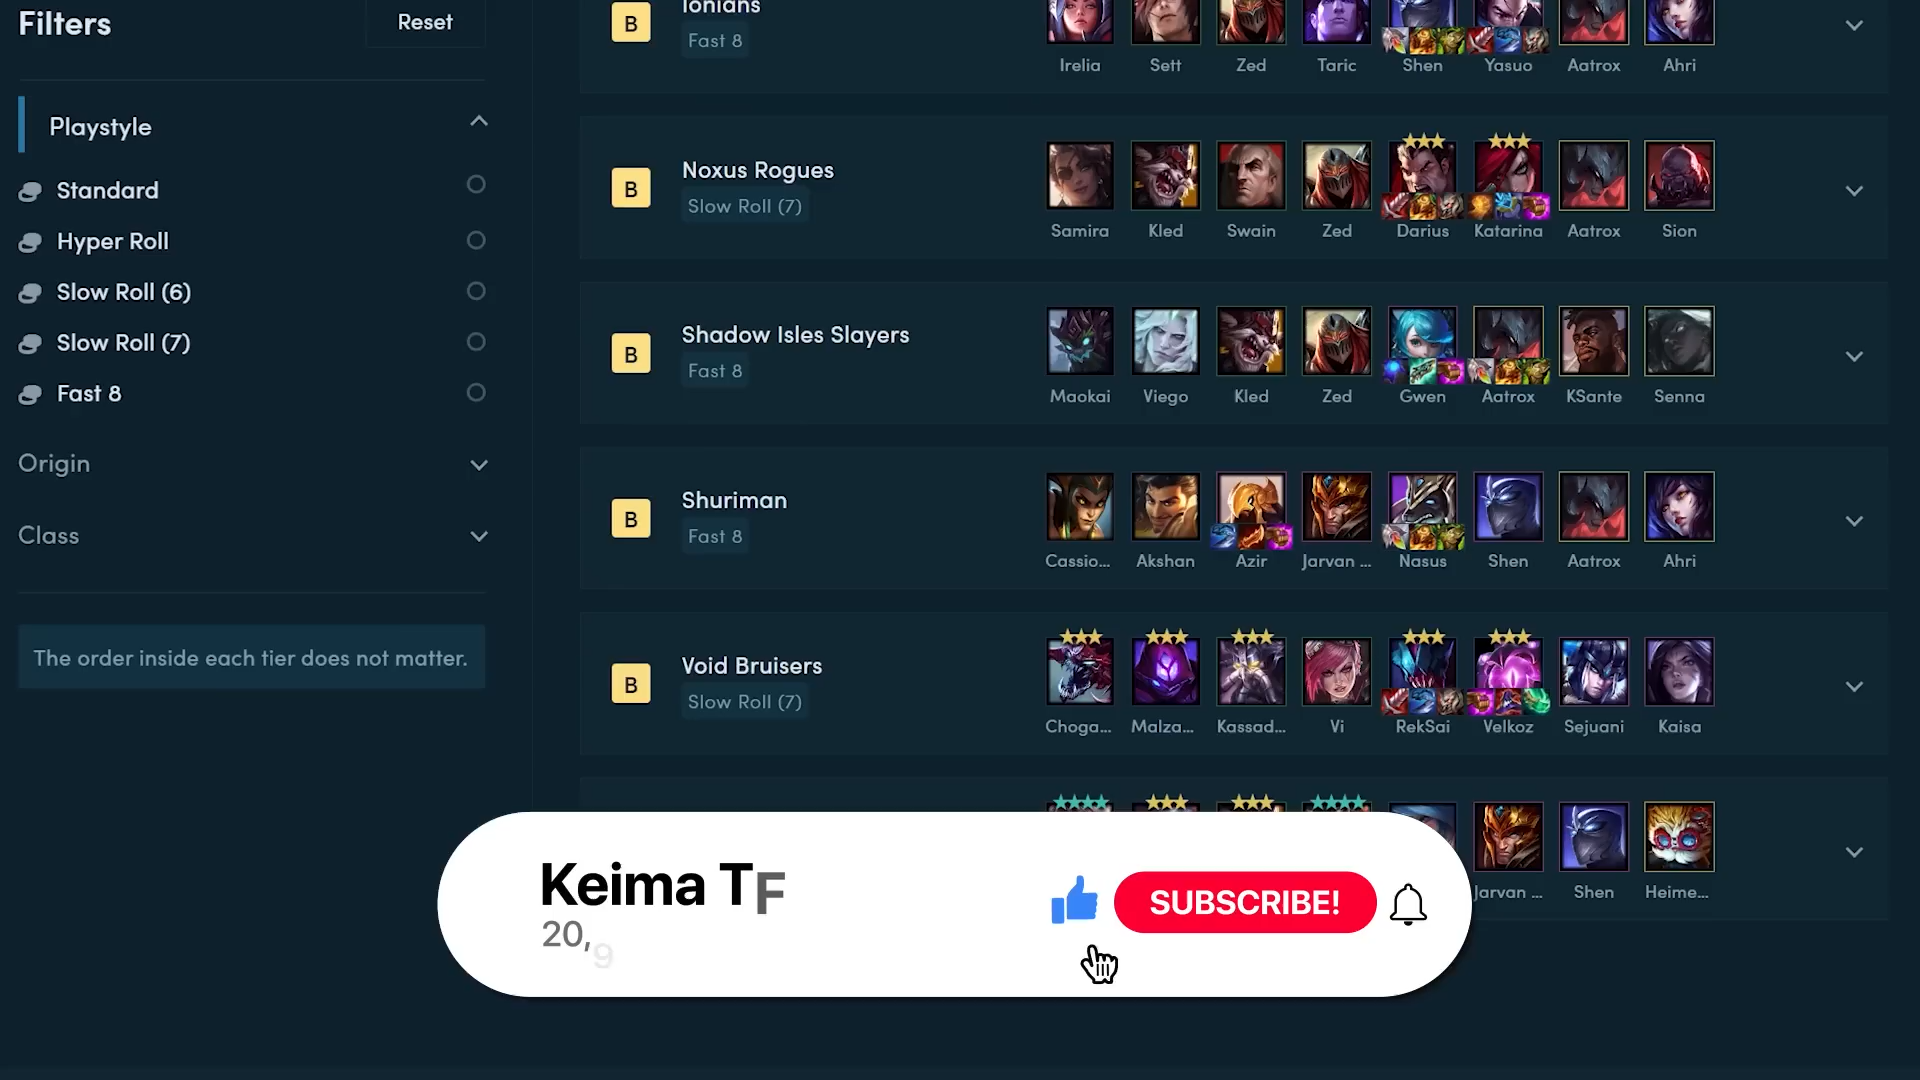 Filters
Reset
Playstyle
Standard
Hyper Roll
Slow Roll (6)
Slow Roll (7)
Fast 8
Origin
Class
The order inside each tier does not matter.
B
Ionians
Fast 8
Irelia Sett Zed Taric Shen Yasuo Aatrox Ahri
B
Noxus Rogues
Slow Roll (7)
Samira Kled Swain Zed Darius Katarina Aatrox Sion
B
Shadow Isles Slayers
Fast 8
Maokai Viego Kled Zed Gwen Aatrox KSante Senna
B
Shuriman
Fast 8
Cassio... Akshan Azir Jarvan ... Nasus Shen Aatrox Ahri
B
Void Bruisers
Slow Roll (7)
Choga... Malza... Kassad... Vi RekSai Velkoz Sejuani Kaisa
Jarvan ... Shen Heime...
Keima TF
20,9
SUBSCRIBE!